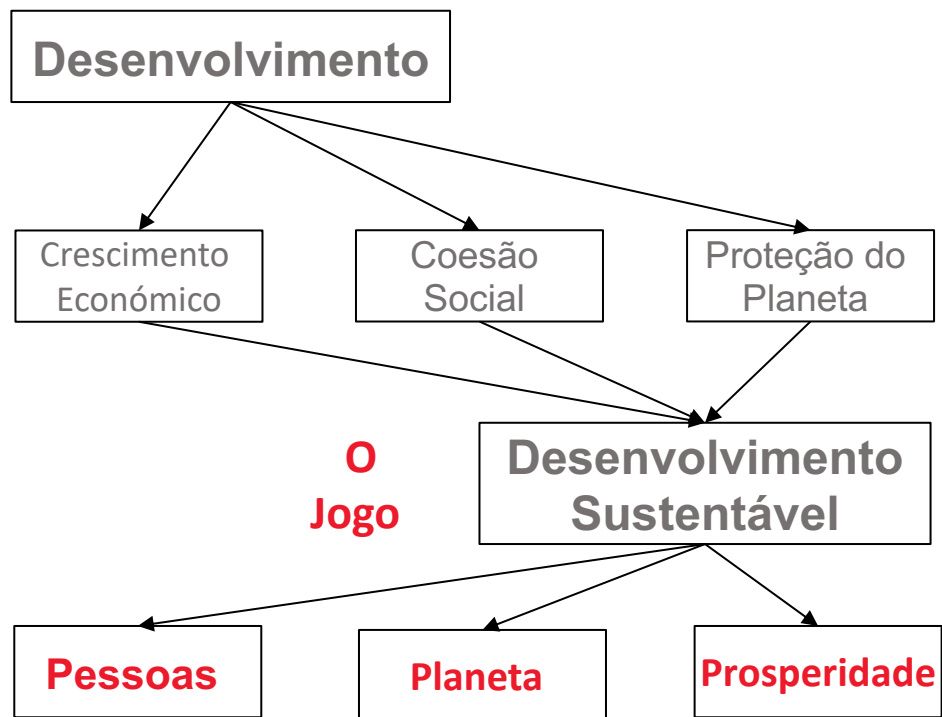 Desenvolvimento
Crescimento
Económico
Coesão
Social
Proteção do
Planeta
O
Jogo
Desenvolvimento
Sustentável
Pessoas
Planeta
Prosperidade